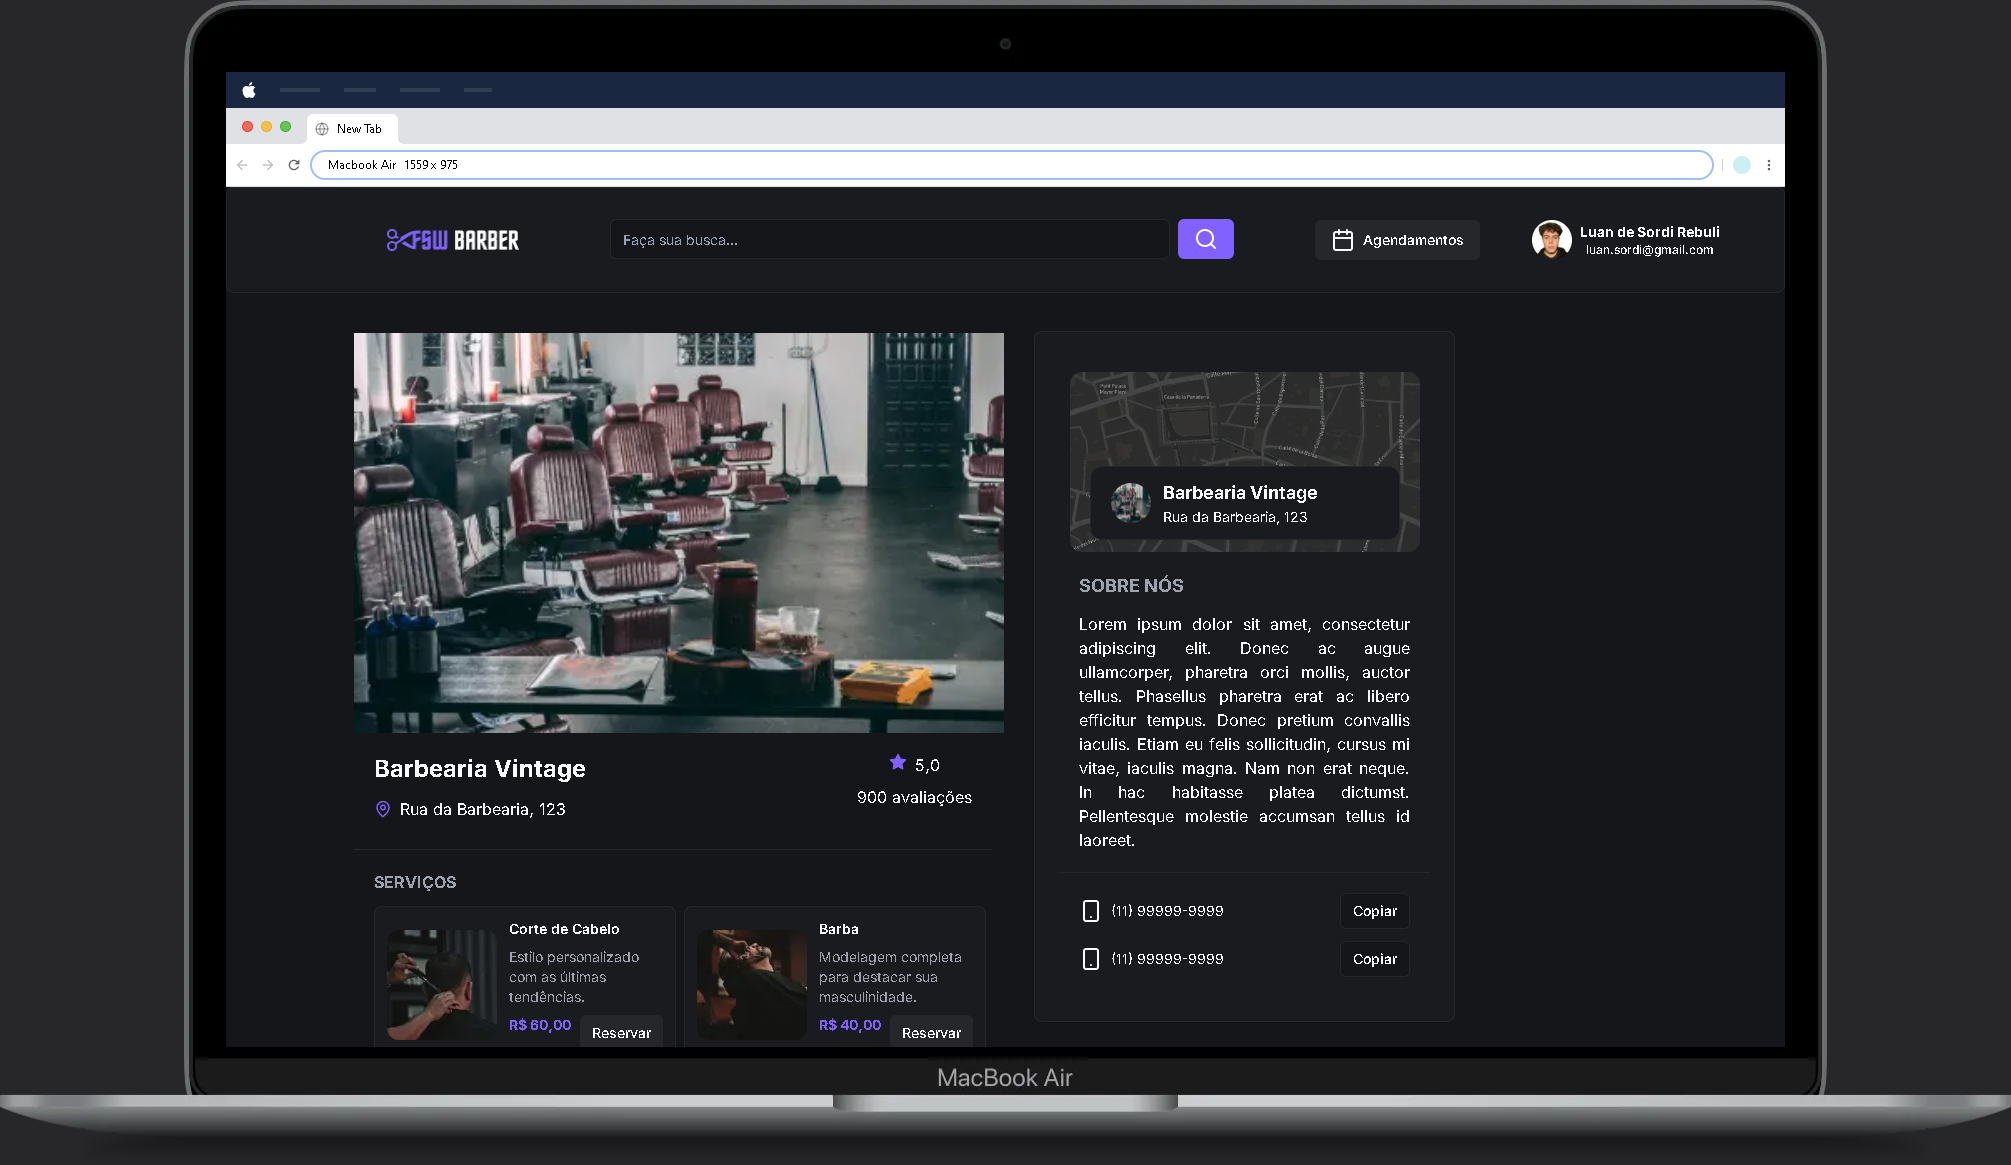 New Tab
Macbook Air 1559 x 975
FSW BARBER
Faça sua busca...
Agendamentos
Luan de Sordi Rebuli
luan.sordi@gmail.com
Barbearia Vintage
Rua da Barbearia, 123
5,0
900 avaliações
SERVIÇOS
Corte de Cabelo
Estilo personalizado
com as últimas
tendências.
R$ 60,00
Reservar
Barba
Modelagem completa
para destacar sua
masculinidade.
R$ 40,00
Reservar
Casa de la Panadería
Barbearia Vintage
Rua da Barbearia, 123
SOBRE NÓS
Lorem ipsum dolor sit amet, consectetur
adipiscing elit. Donec ac augue
ullamcorper, pharetra orci mollis, auctor
tellus. Phasellus pharetra erat ac libero
efficitur tempus. Donec pretium convallis
iaculis. Etiam eu felis sollicitudin, cursus mi
vitae, iaculis magna. Nam non erat neque.
In hac habitasse platea dictumst.
Pellentesque molestie accumsan tellus id
laoreet.
(11) 99999-9999
Copiar
(11) 99999-9999
Copiar
MacBook Air